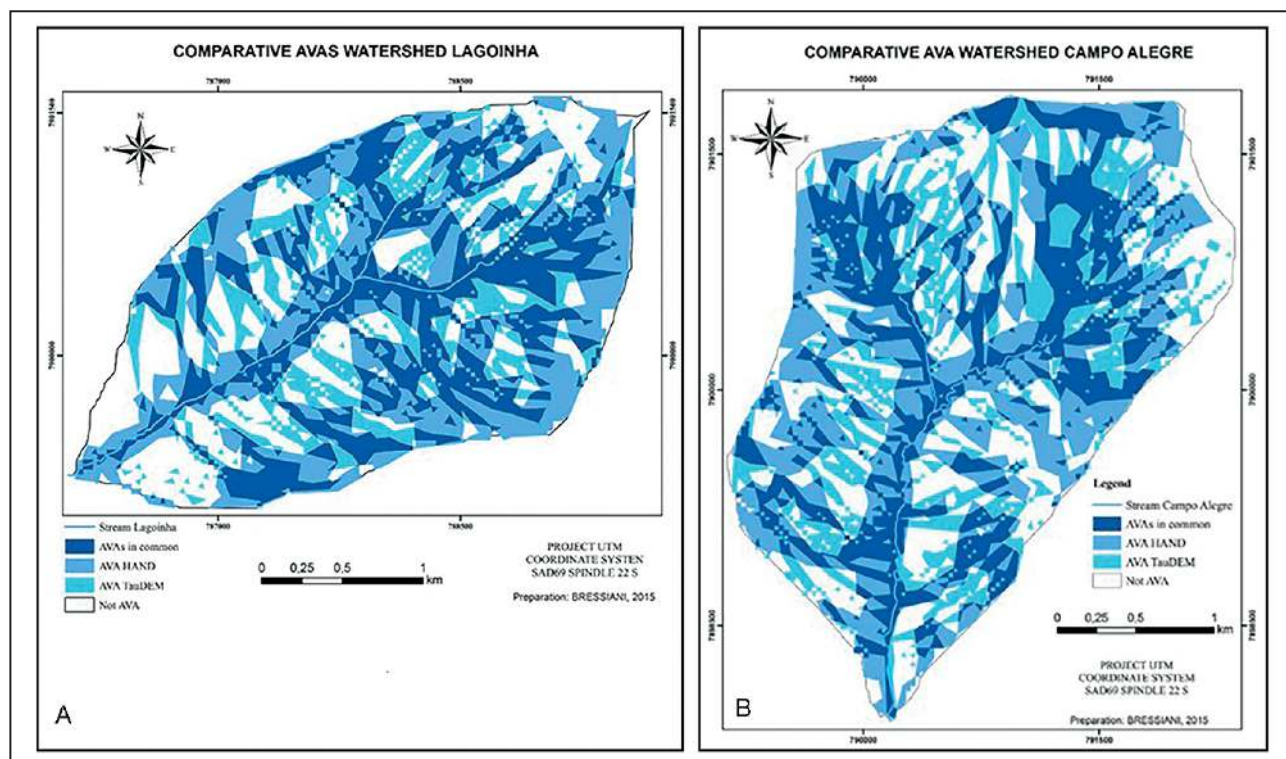 COMPARATIVE AVAS WATERSHED LAGOINHA
787000 788500
N
W E
S
7901500 7901500
7900000 7900000
787000 788500
Stream Lagoinha
AVAs in common
AVA HAND
AVA TauDEM
Not AVA
0 0,25 0,5 1
km
PROJECT UTM
COORDINATE SYSTEN
SAD69 SPINDLE 22 S
Preparation: BRESSIANI, 2015
A
COMPARATIVE AVA WATERSHED CAMPO ALEGRE
790000 791500
N
W E
S
7901500 7901500
7900000 7900000
Legend
Stream Campo Alegre
AVAs in common
AVA HAND
AVA TauDEM
Not AVA
7898500 7898500
0 0,25 0,5 1
km
PROJECT UTM
COORDINATE SYSTEM
SAD69 SPINDLE 22 S
Preparation: BRESSIANI, 2015
790000 791500
B